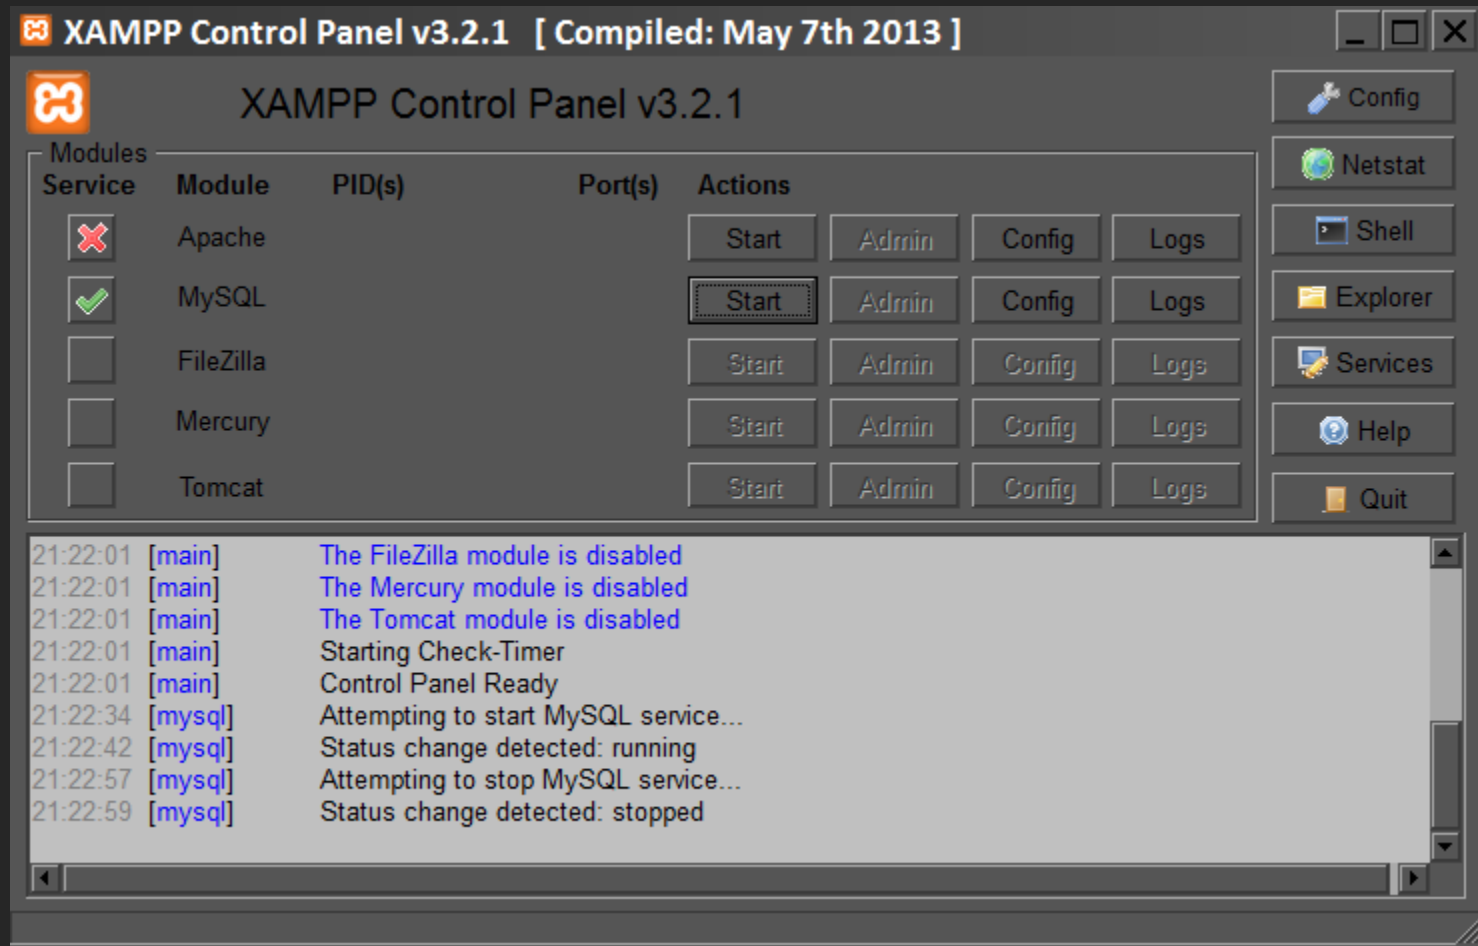 XAMPP Control Panel v3.2.1 [ Compiled: May 7th 2013 ]
XAMPP Control Panel v3.2.1
Config
Modules
Netstat
Service Module PID(s) Port(s) Actions
Apache Start Admin Config Logs
Shell
MySQL Start Admin Config Logs
Explorer
FileZilla Start Admin Config Logs
Services
Mercury Start Admin Config Logs
Help
Tomcat Start Admin Config Logs
Quit
21:22:01 [main] The FileZilla module is disabled
21:22:01 [main] The Mercury module is disabled
21:22:01 [main] The Tomcat module is disabled
21:22:01 [main] Starting Check-Timer
21:22:01 [main] Control Panel Ready
21:22:34 [mysql] Attempting to start MySQL service...
21:22:42 [mysql] Status change detected: running
21:22:57 [mysql] Attempting to stop MySQL service...
21:22:59 [mysql] Status change detected: stopped